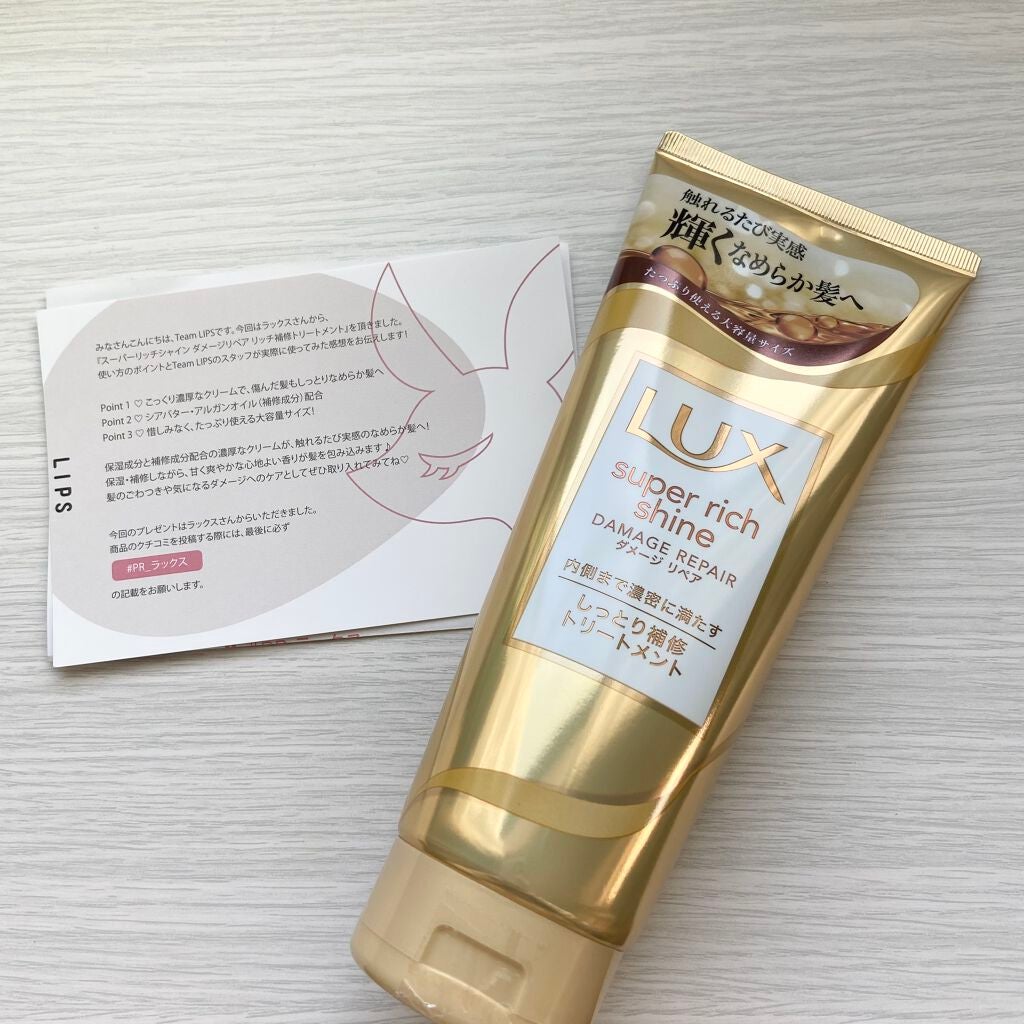 みなさんこんにちは、Team LIPSです。今回はラックスさんから、
『スーパーリッチシャイン ダメージリペア リッチ補修トリートメント』を頂きました。
使い方のポイントとTeam LIPSのスタッフが実際に使ってみた感想をお伝えします!
Point 1 ♡ こっくり濃厚なクリームで、傷んだ髪もしっとりなめらか髪へ
Point 2 ♡ シアバター・アルガンオイル(補修成分)配合
Point 3 ♡ 惜しみなく、たっぷり使える大容量サイズ!
保湿成分と補修成分配合の濃厚なクリームが、触れるたび実感のなめらか髪へ!
保湿・補修しながら、甘く爽やかな心地よい香りが髪を包み込みます♪
髪のごわつきや気になるダメージへのケアとしてぜひ取り入れてみてね♡
今回のプレゼントはラックスさんからいただきました。
商品のクチコミを投稿する際には、最後に必ず
#PR_ラックス
の記載をお願いします。
LIPS
触れるたび実感
輝くなめらか髪へ
たっぷり使える大容量サイズ
LUX
super rich
shine
DAMAGE REPAIR
ダメージ リペア
内側まで濃密に満たす
しっとり補修
トリートメント